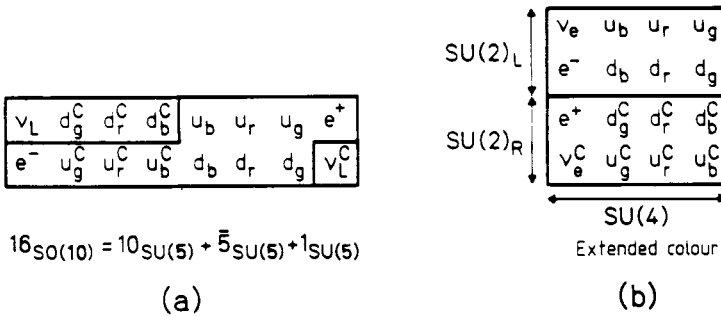 ν_L d_g^C d_r^C d_b^C u_b u_r u_g e^+
e^- u_g^C u_r^C u_b^C d_b d_r d_g ν_L^C
16_SO(10) = 10_SU(5) + 5̄_SU(5) + 1_SU(5)
(a)
SU(2)_L
ν_e u_b u_r u_g
e^- d_b d_r d_g
SU(2)_R
e^+ d_g^C d_r^C d_b^C
ν_e^C u_g^C u_r^C u_b^C
SU(4)
Extended colour
(b)